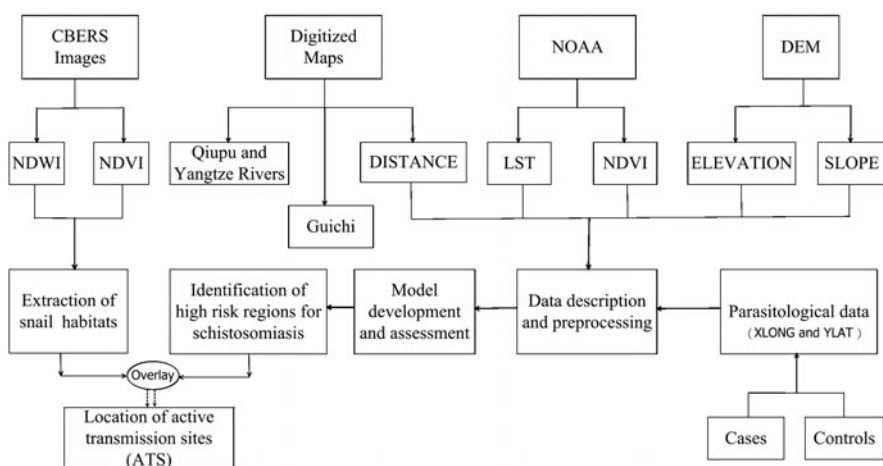 CBERS
Images
Digitized
Maps
NOAA
DEM
NDWI
NDVI
Qiupu and
Yangtze Rivers
DISTANCE
LST
NDVI
ELEVATION
SLOPE
Guichi
Extraction of
snail habitats
Identification of
high risk regions for
schistosomiasis
Model
development
and assessment
Data description
and preprocessing
Parasitological data
(XLONG and YLAT)
Overlay
Location of active
transmission sites
(ATS)
Cases
Controls